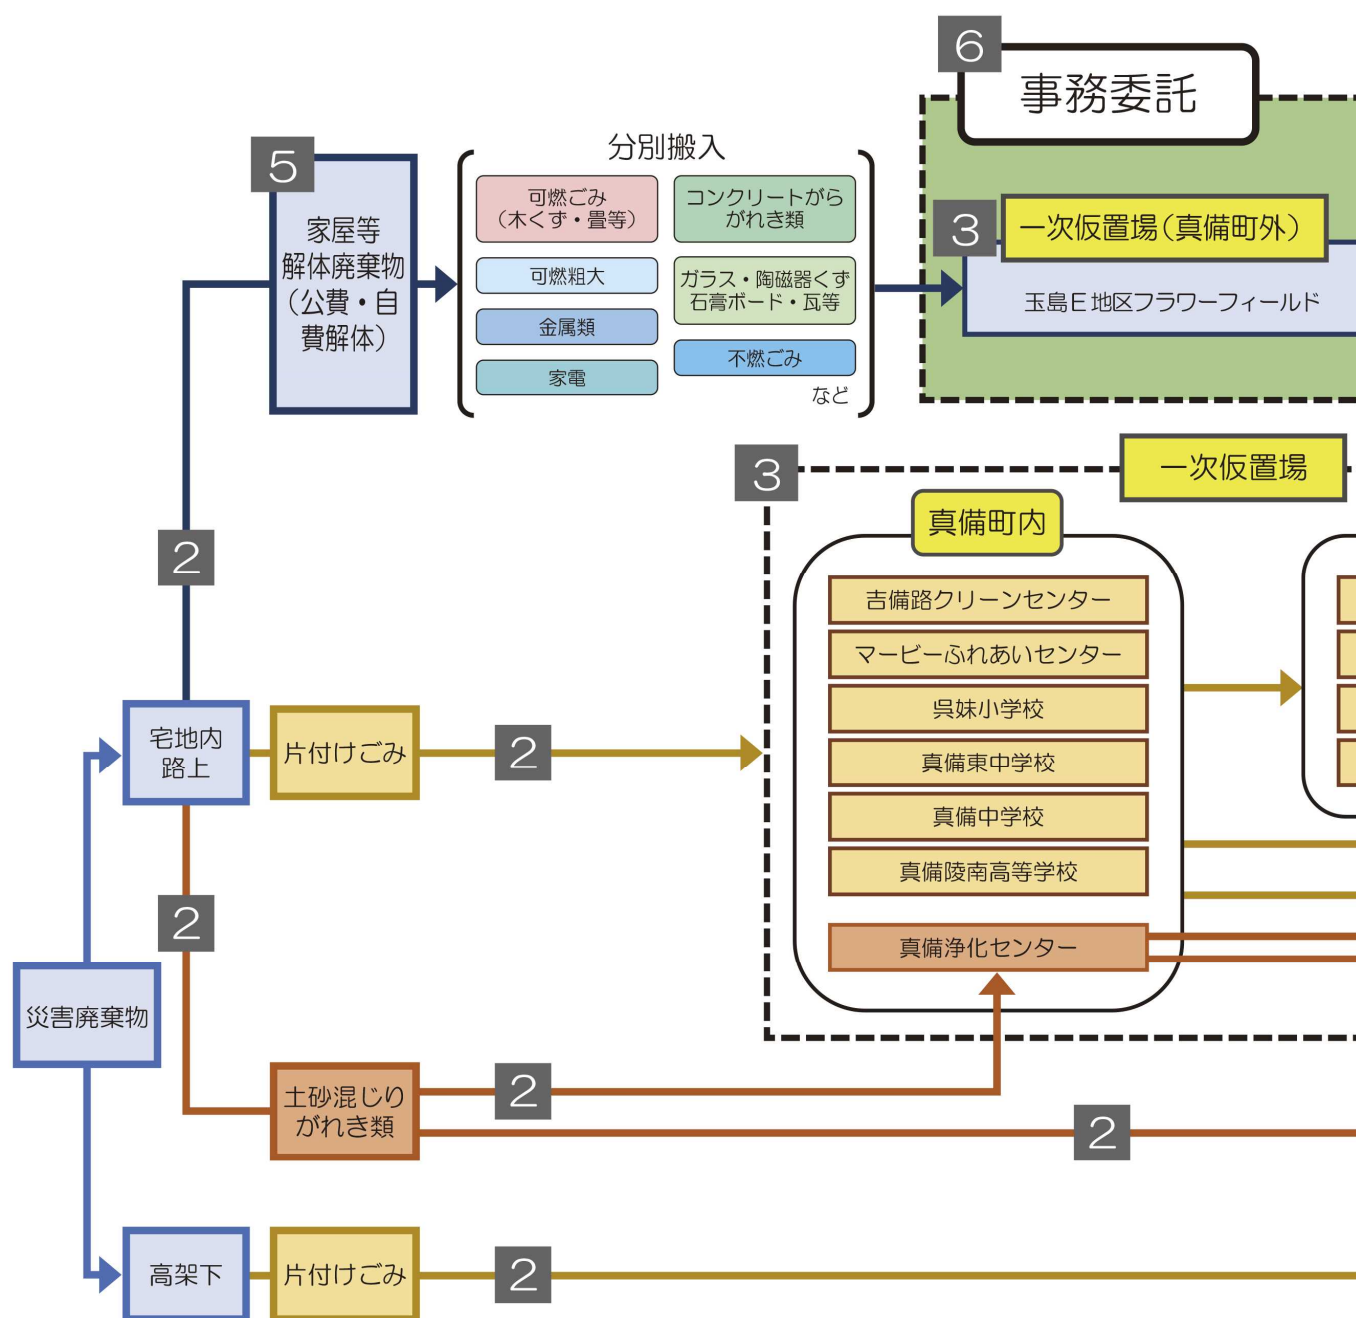 6
事務委託
5
家屋等
解体廃棄物
（公費・自
費解体）
分別搬入
可燃ごみ
（木くず・畳等）
可燃粗大
金属類
家電
コンクリートがら
がれき類
ガラス・陶磁器くず
石膏ボード・瓦等
不燃ごみ
など
3
一次仮置場（真備町外）
玉島E地区フラワーフィールド
3
一次仮置場
真備町内
吉備路クリーンセンター
マービーふれあいセンター
呉妹小学校
真備東中学校
真備中学校
真備陵南高等学校
真備浄化センター
2
宅地内
路上
片付けごみ
2
2
災害廃棄物
土砂混じり
がれき類
2
2
高架下
片付けごみ
2